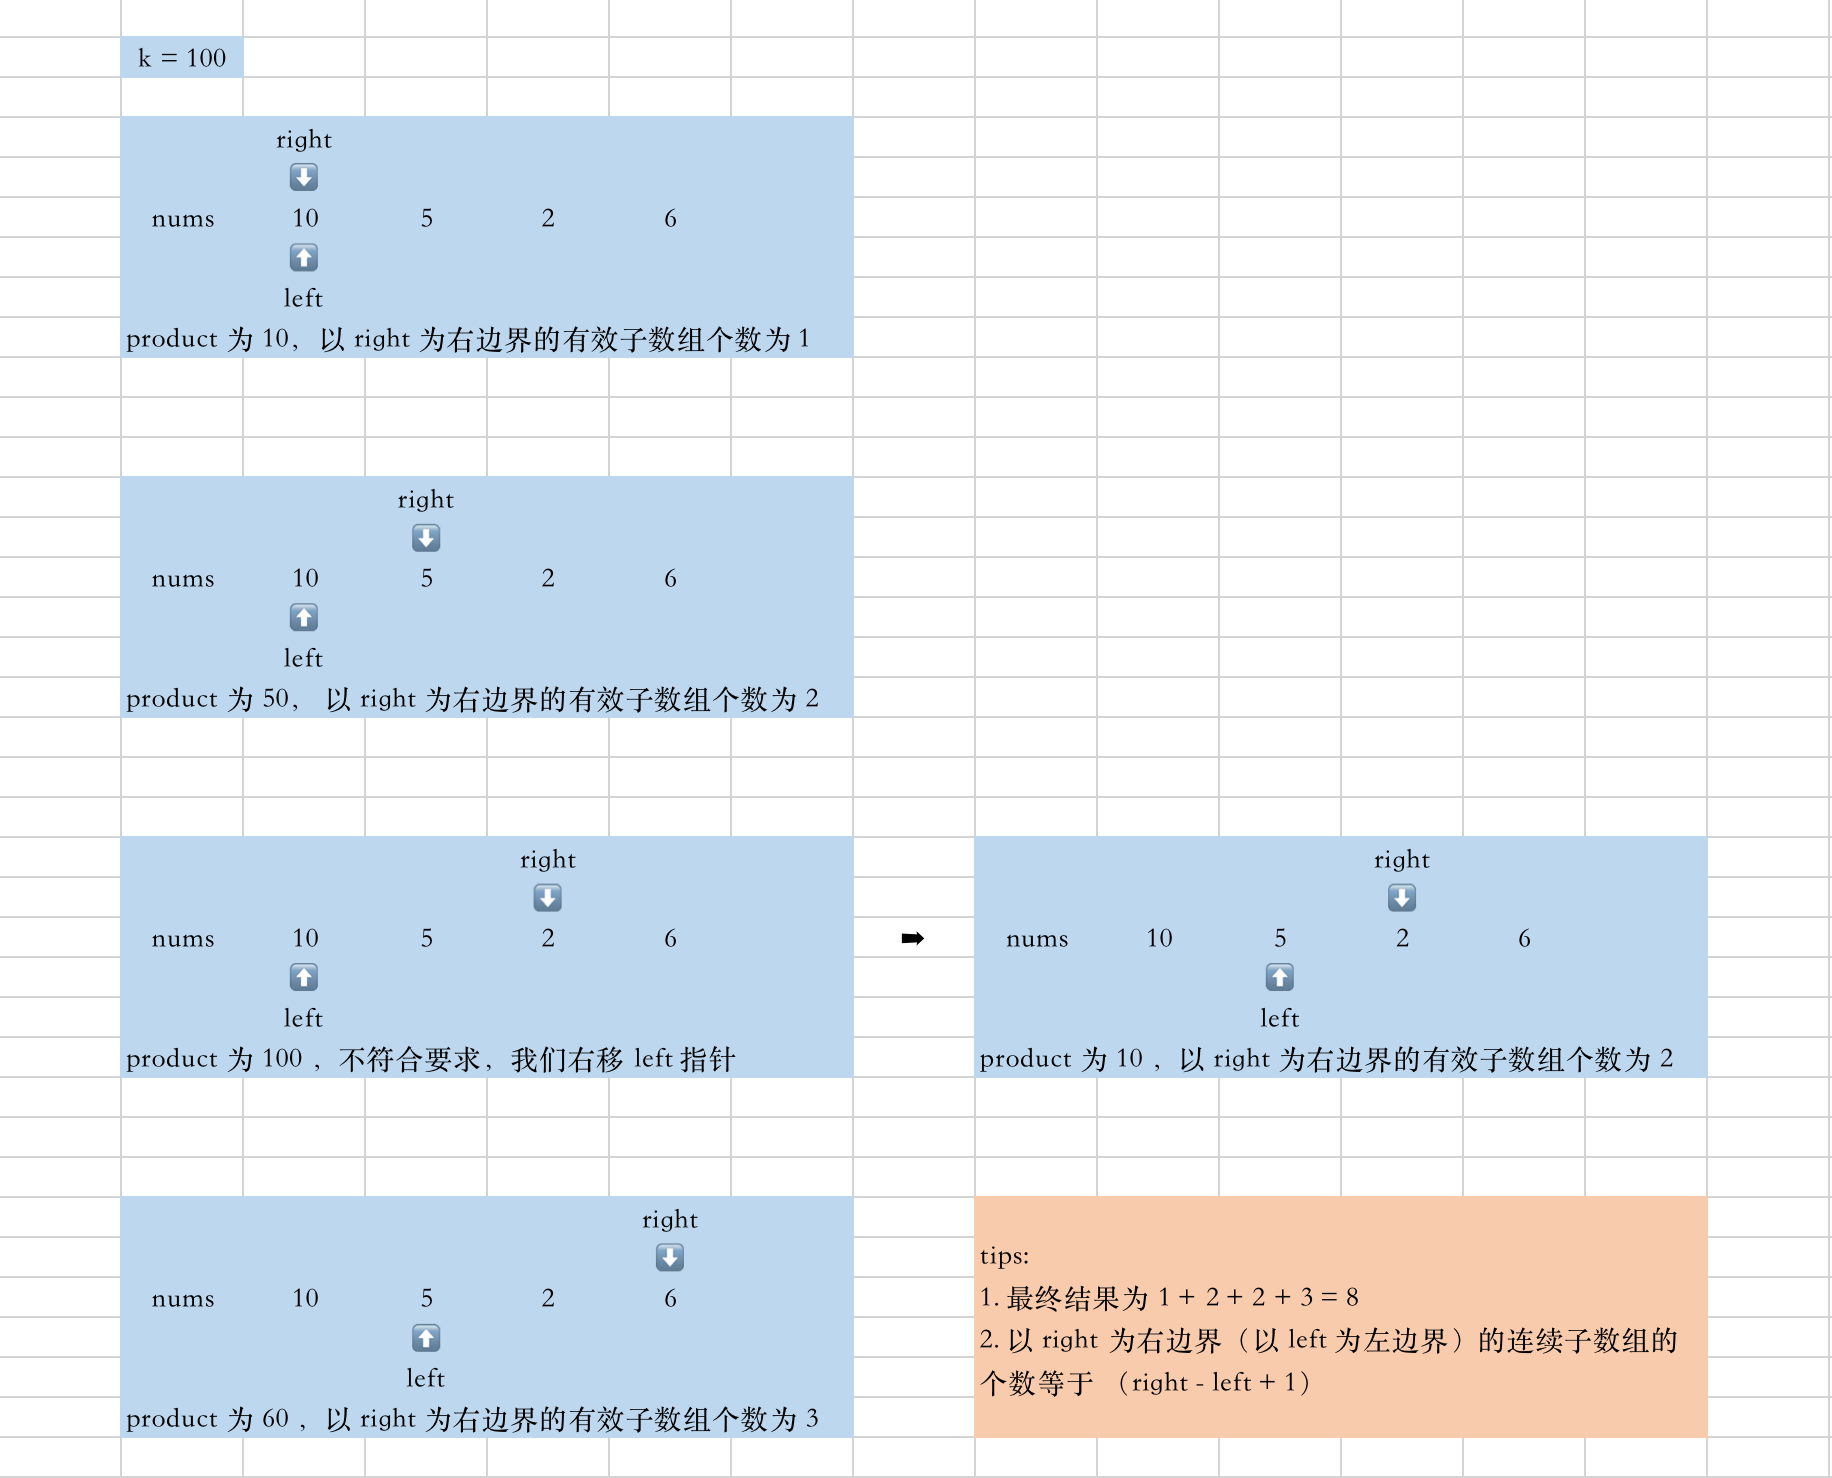 k = 100
right
nums 10 5 2 6
left
product 为 10，以 right 为右边界的有效子数组个数为 1
right
nums 10 5 2 6
left
product 为 50， 以 right 为右边界的有效子数组个数为 2
right
nums 10 5 2 6
left
product 为 100 ，不符合要求，我们右移 left 指针
right
nums 10 5 2 6
left
product 为 10 ，以 right 为右边界的有效子数组个数为 2
right
nums 10 5 2 6
left
product 为 60 ，以 right 为右边界的有效子数组个数为 3
tips:
1. 最终结果为 1 + 2 + 2 + 3 = 8
2. 以 right 为右边界（以 left 为左边界）的连续子数组的
个数等于 （right - left + 1）